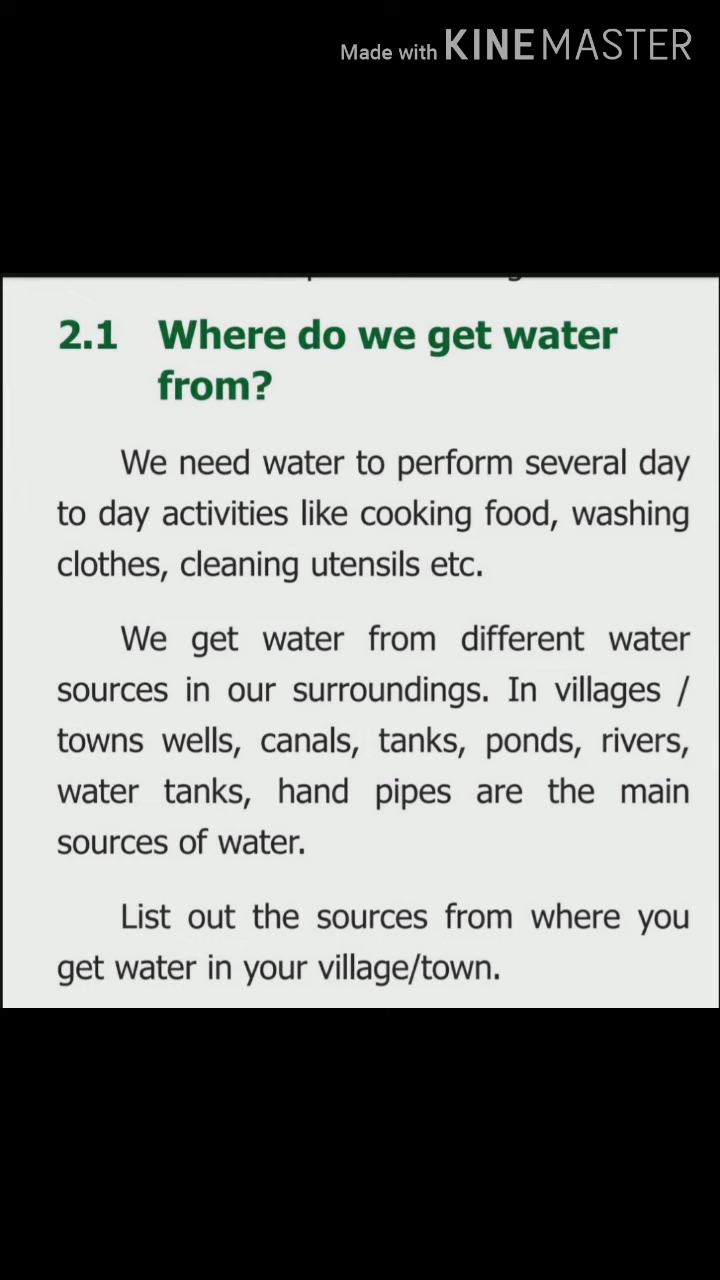 Made with KINEMASTER
2.1 Where do we get water
from?
We need water to perform several day
to day activities like cooking food, washing
clothes, cleaning utensils etc.
We get water from different water
sources in our surroundings. In villages /
towns wells, canals, tanks, ponds, rivers,
water tanks, hand pipes are the main
sources of water.
List out the sources from where you
get water in your village/town.